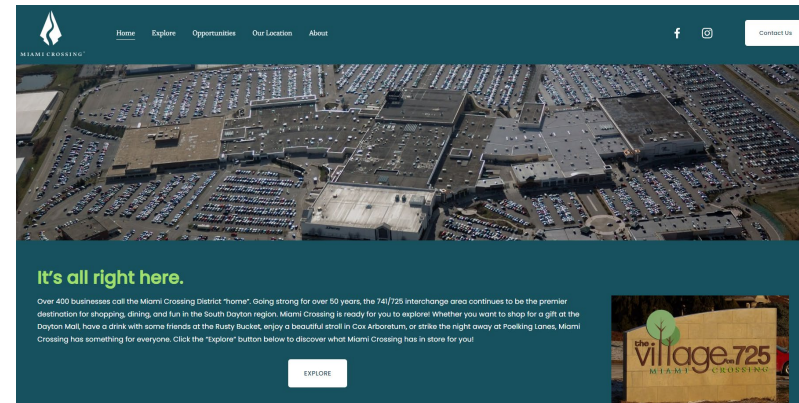 Home Explore Opportunities Our Location About
Contact Us
MIAMI CROSSING
It's all right here.
Over 400 businesses call the Miami Crossing District "home". Going strong for over 50 years, the 741/725 interchange area continues to be the premier
destination for shopping, dining, and fun in the South Dayton region. Miami Crossing is ready for you to explore! Whether you want to shop for a gift at the
Dayton Mall, have a drink with some friends at the Rusty Bucket, enjoy a beautiful stroll in Cox Arboretum, or strike the night away at Poelking Lanes, Miami
Crossing has something for everyone. Click the "Explore" button below to discover what Miami Crossing has in store for you!
EXPLORE
the
village on 725
MIAMI CROSSING